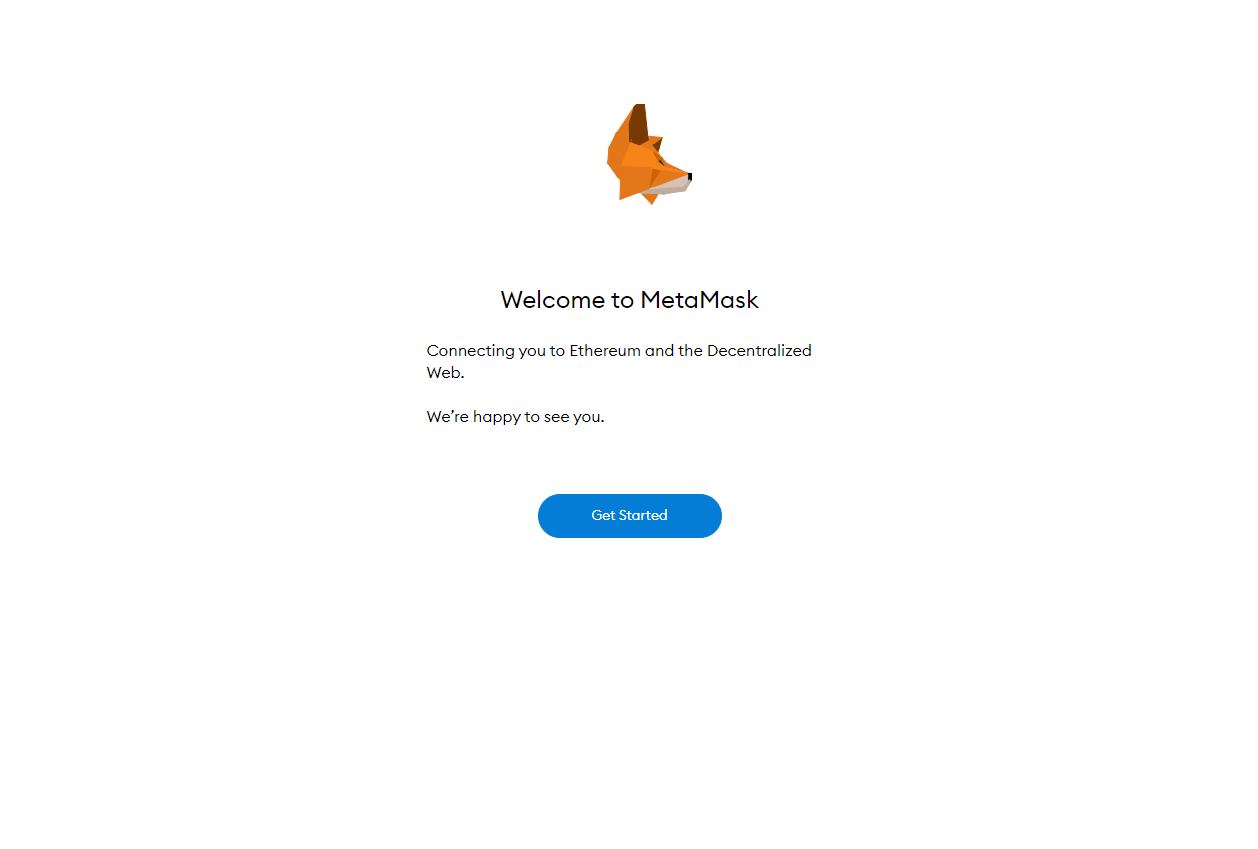 Welcome to MetaMask
Connecting you to Ethereum and the Decentralized
Web.
We’re happy to see you.
Get Started